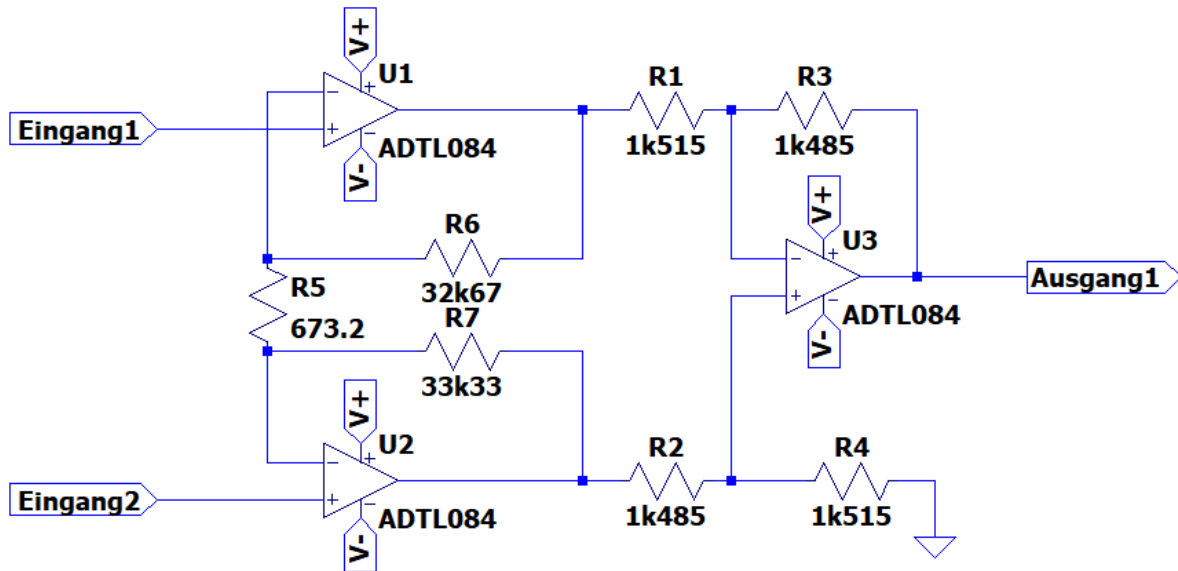 V+
U1
R1
R3
Eingang1
ADTL084
1k515
1k485
V-
V+
R6
U3
R5
32k67
Ausgang1
673.2
R7
ADTL084
33k33
V-
V+
U2
R2
R4
Eingang2
ADTL084
1k485
1k515
V-